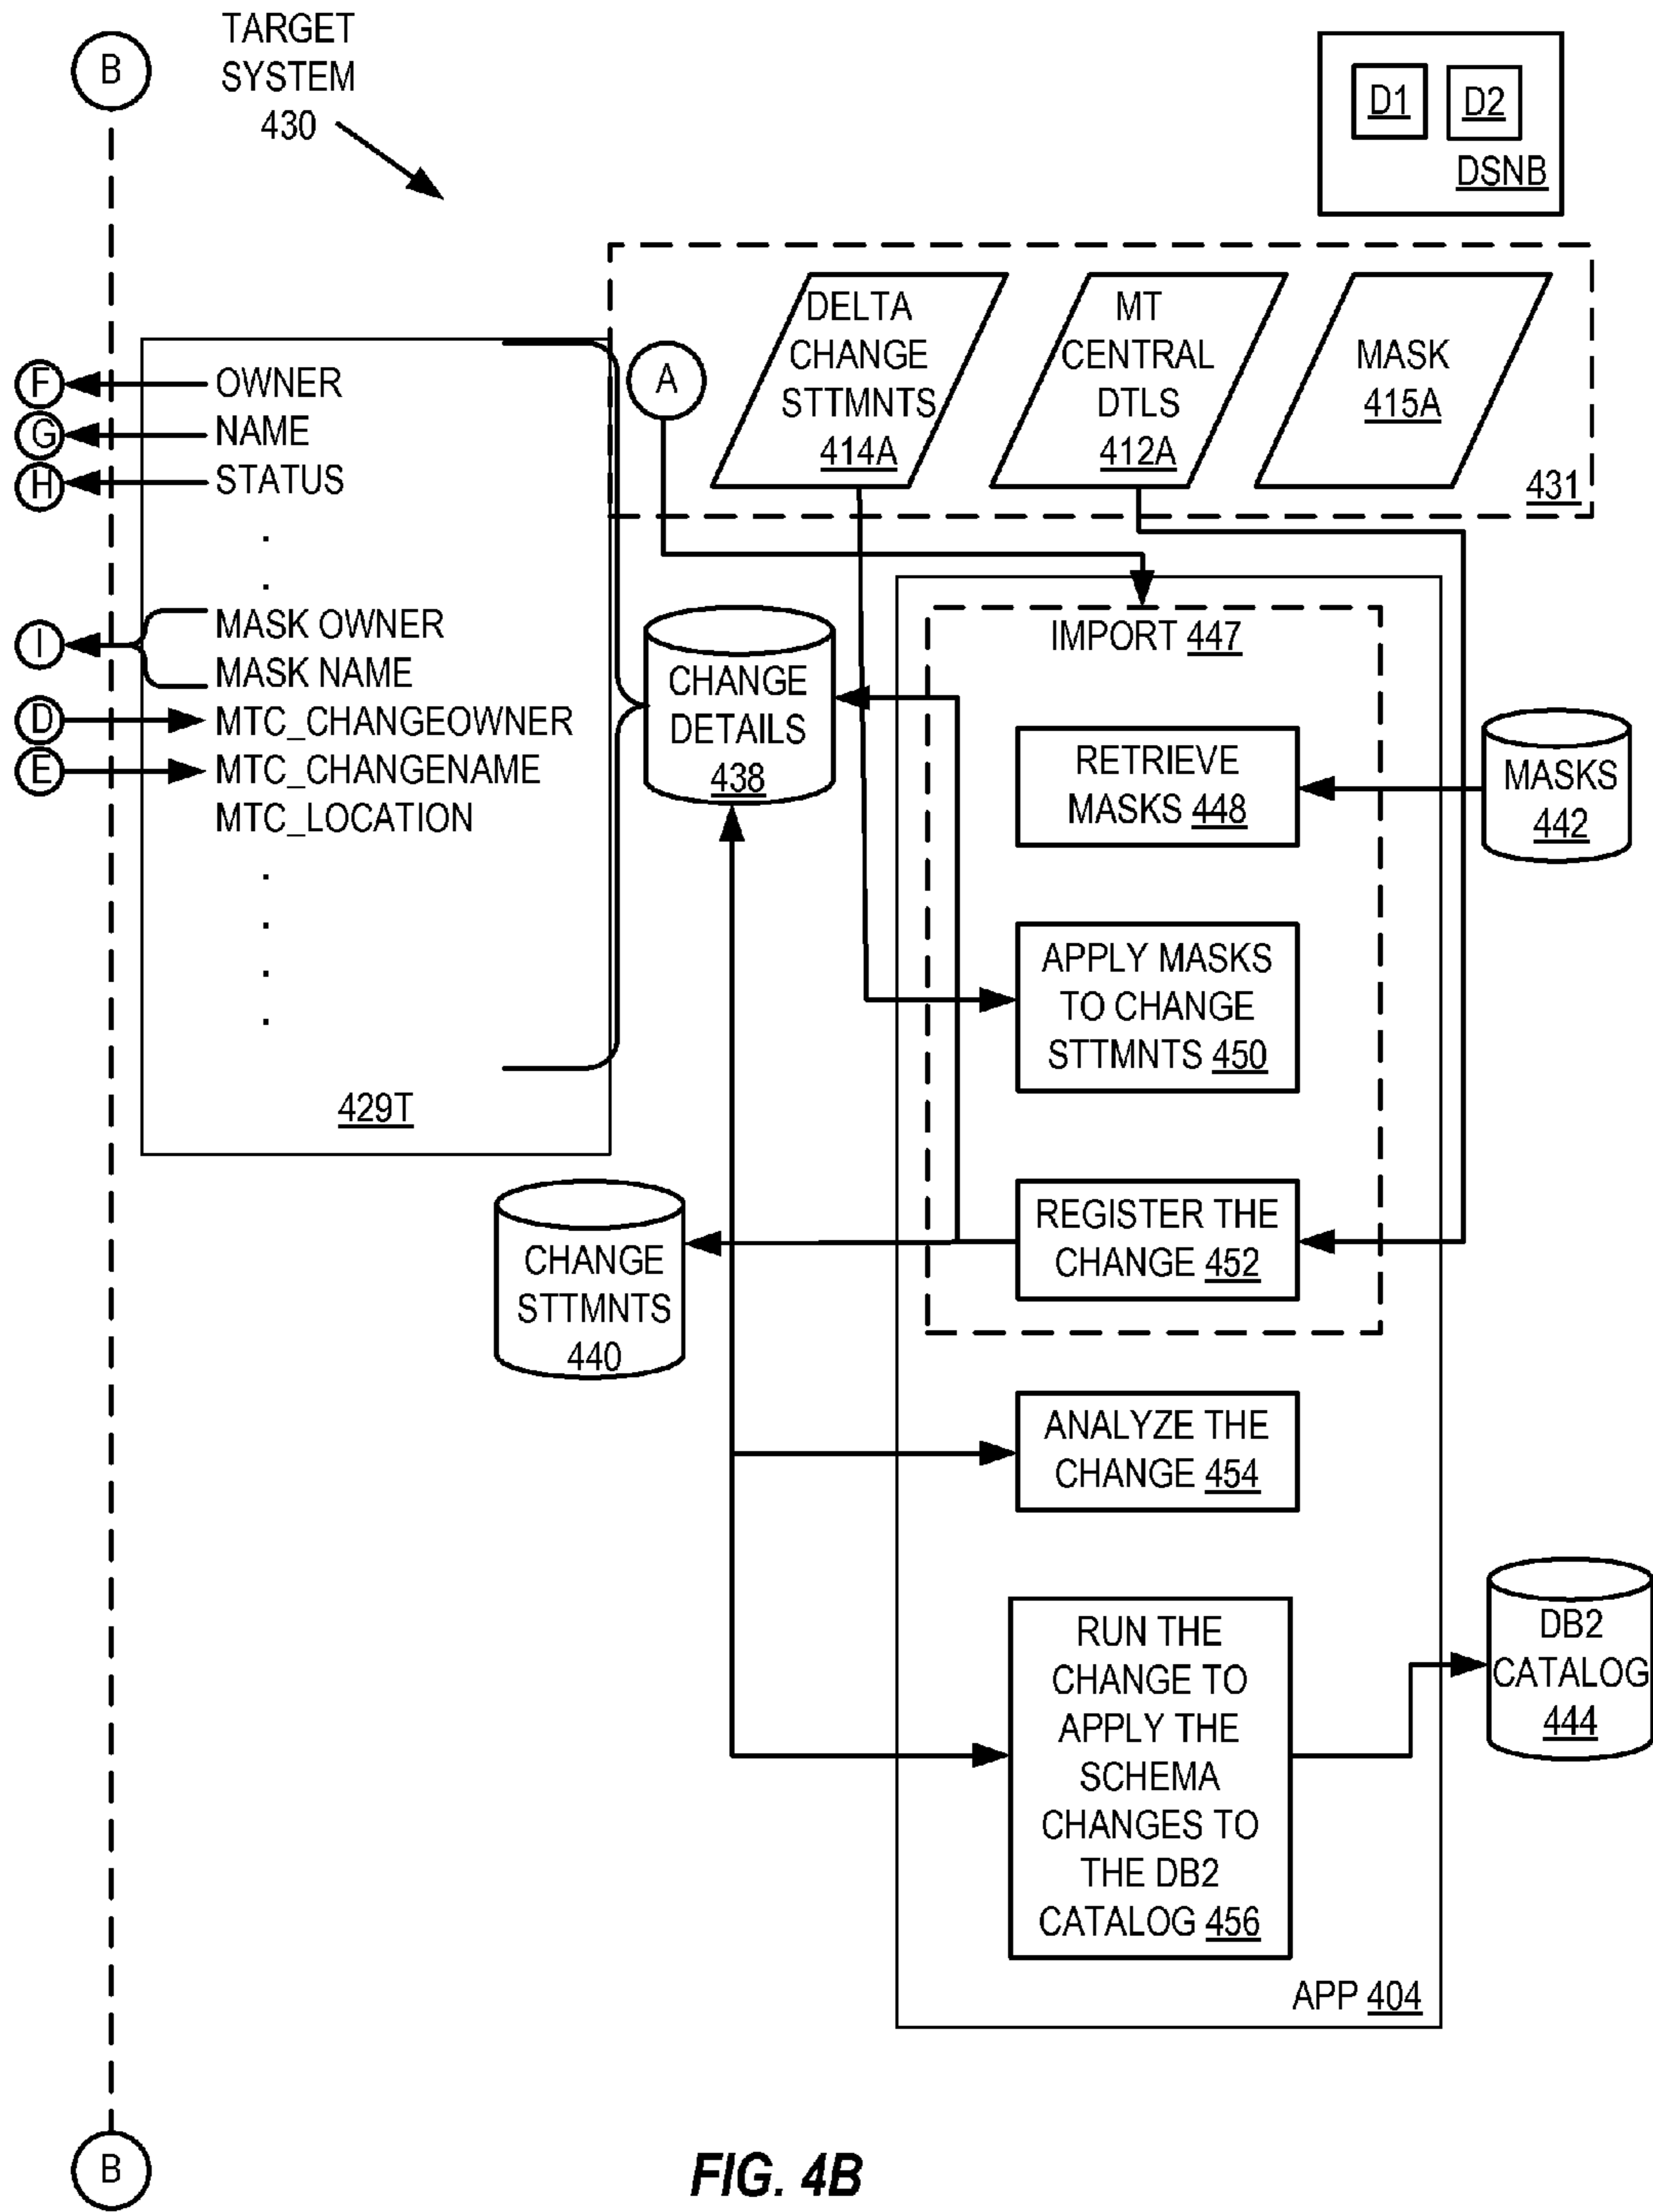 B
TARGET
SYSTEM
430
D1
D2
DSNB
DELTA
CHANGE
STTMNTS
414A
MT
CENTRAL
DTLS
412A
MASK
415A
431
A
F
OWNER
G
NAME
H
STATUS
.
.
I
MASK OWNER
MASK NAME
D
MTC_CHANGEOWNER
E
MTC_CHANGENAME
MTC_LOCATION
.
.
.
.
429T
CHANGE
DETAILS
438
IMPORT 447
RETRIEVE
MASKS 448
MASKS
442
APPLY MASKS
TO CHANGE
STTMNTS 450
REGISTER THE
CHANGE 452
CHANGE
STTMNTS
440
ANALYZE THE
CHANGE 454
RUN THE
CHANGE TO
APPLY THE
SCHEMA
CHANGES TO
THE DB2
CATALOG 456
DB2
CATALOG
444
APP 404
B
FIG. 4B